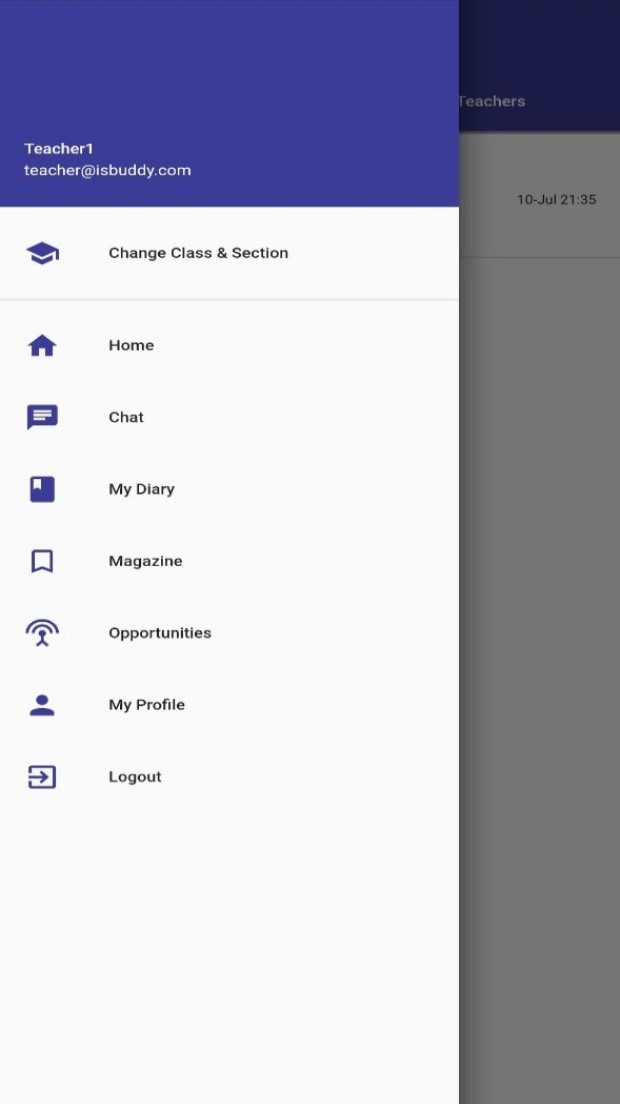 Teacher1
teacher@isbuddy.com
Teachers
10-Jul 21:35
Change Class & Section
Home
Chat
My Diary
Magazine
Opportunities
My Profile
Logout